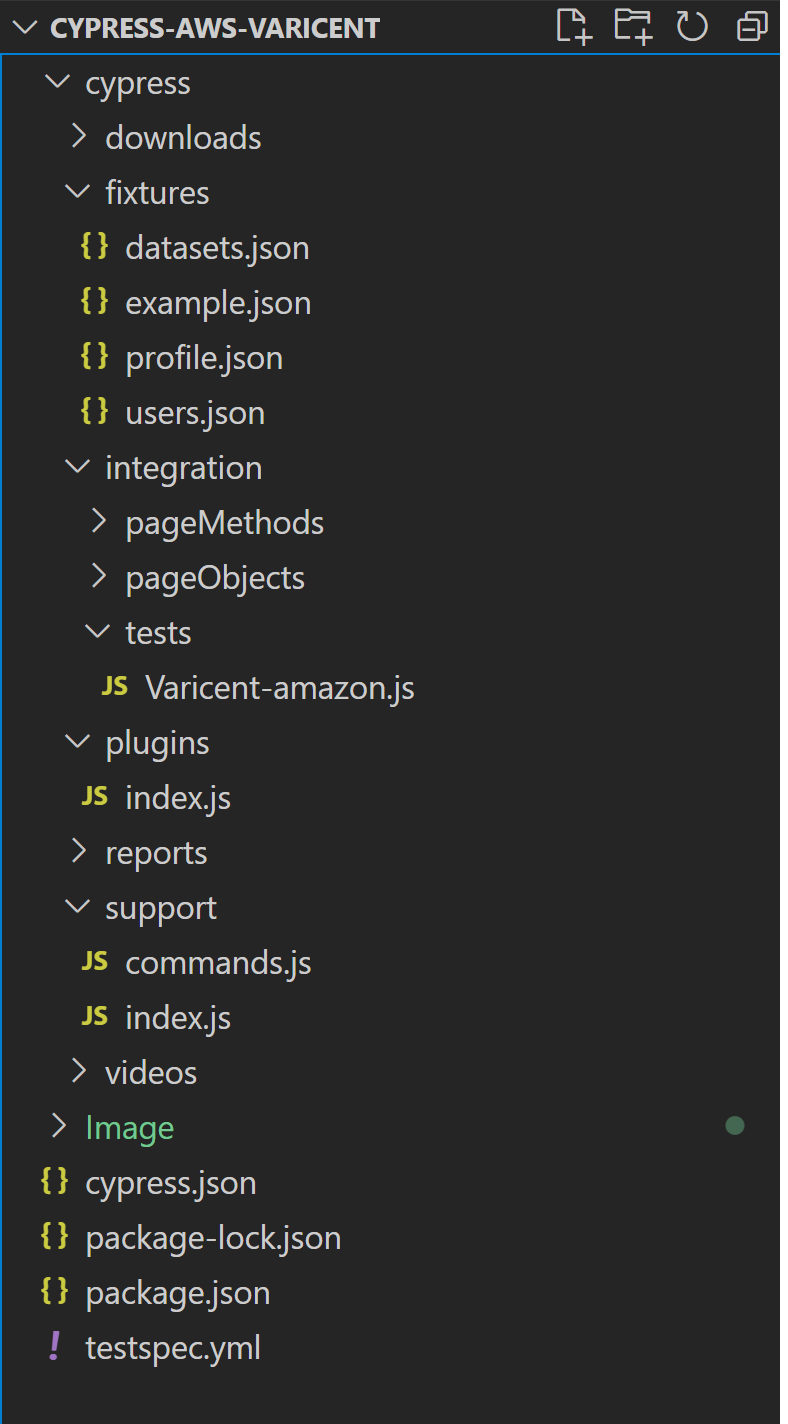 CYPRESS-AWS-VARICENT
cypress
downloads
fixtures
{} datasets.json
{} example.json
{} profile.json
{} users.json
integration
pageMethods
pageObjects
tests
JS Varicent-amazon.js
plugins
JS index.js
reports
support
JS commands.js
JS index.js
videos
Image
{} cypress.json
{} package-lock.json
{} package.json
! testspec.yml